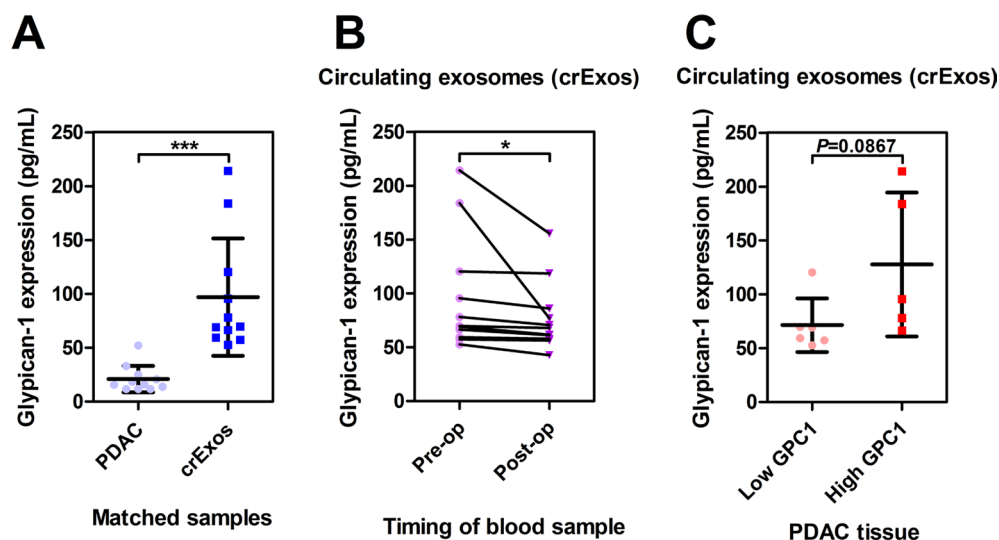 A
B
C
Circulating exosomes (crExos)
Circulating exosomes (crExos)
Glypican-1 expression (pg/mL)
250
200
150
100
50
0
***
PDAC
crExos
Matched samples
Glypican-1 expression (pg/mL)
250
200
150
100
50
0
*
Pre-op
Post-op
Timing of blood sample
Glypican-1 expression (pg/mL)
250
200
150
100
50
0
P=0.0867
Low GPC1
High GPC1
PDAC tissue